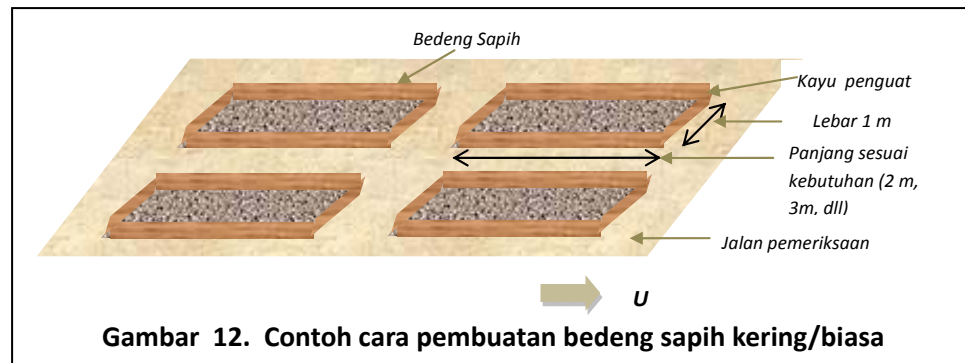 Bedeng Sapih
Kayu penguat
Lebar 1 m
Panjang sesuai
kebutuhan (2 m,
3m, dll)
Jalan pemeriksaan
U
Gambar 12. Contoh cara pembuatan bedeng sapih kering/biasa